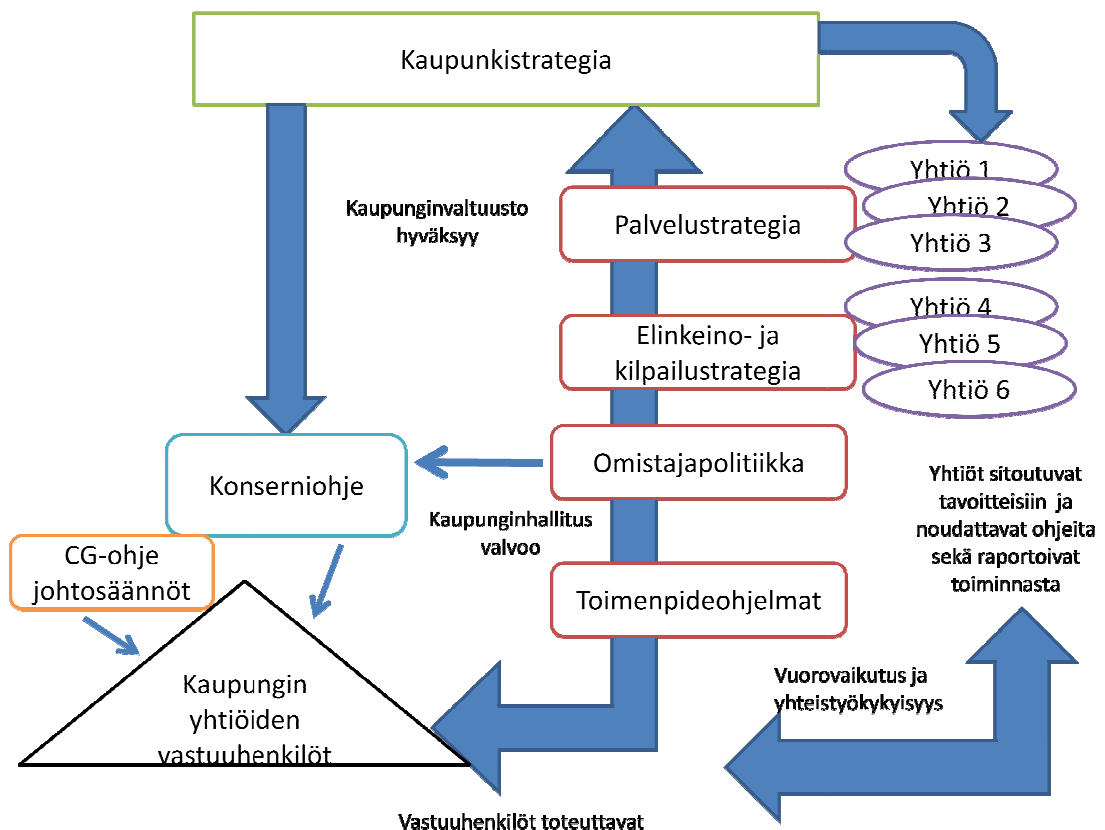 Kaupunkistrategia
Yhtiö 1
Yhtiö 2
Yhtiö 3
Kaupunginvaltuusto
hyväksyy
Palvelustrategia
Yhtiö 4
Yhtiö 5
Yhtiö 6
Elinkeino- ja
kilpailustrategia
Konserniohje
Omistajapolitiikka
Kaupunginhallitus
valvoo
Yhtiöt sitoutuvat
tavoitteisiin ja
noudattavat ohjeita
sekä raportoivat
toiminnasta
CG-ohje
johtosäännöt
Toimenpideohjelmat
Kaupungin
yhtiöiden
vastuuhenkilöt
Vuorovaikutus ja
yhteistyökykyisyys
Vastuuhenkilöt toteuttavat